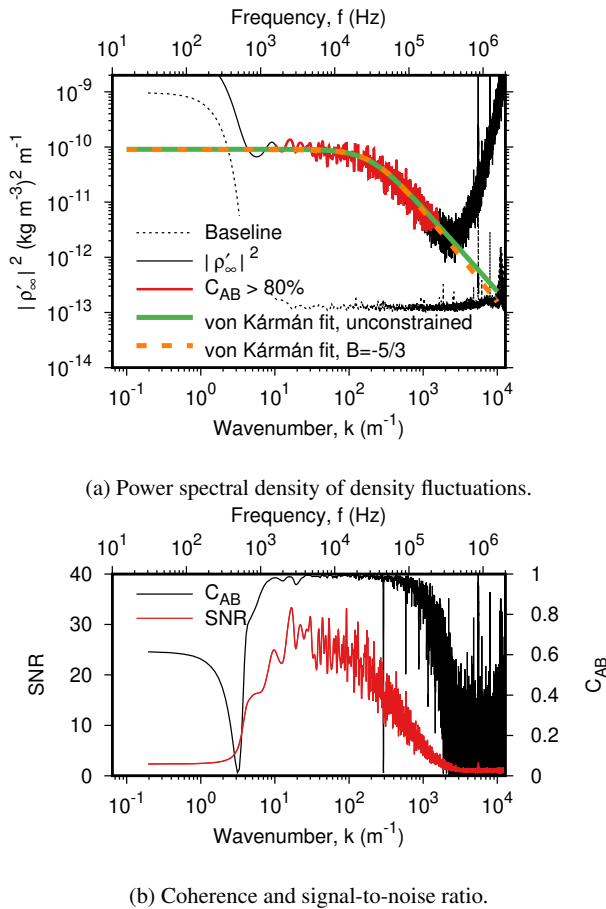 Frequency, f (Hz)
10^1 10^2 10^3 10^4 10^5 10^6
|ρ′∞|^2 (kg m^-3)^2 m^-1
10^-9
10^-10
10^-11
10^-12
10^-13
10^-14
Baseline
|ρ′∞|^2
C_AB > 80%
von Kármán fit, unconstrained
von Kármán fit, B=-5/3
10^-1 10^0 10^1 10^2 10^3 10^4
Wavenumber, k (m^-1)
(a) Power spectral density of density fluctuations.
Frequency, f (Hz)
10^1 10^2 10^3 10^4 10^5 10^6
SNR
40
30
20
10
0
C_AB
SNR
1
0.8
0.6
0.4
0.2
0
C_AB
10^-1 10^0 10^1 10^2 10^3 10^4
Wavenumber, k (m^-1)
(b) Coherence and signal-to-noise ratio.